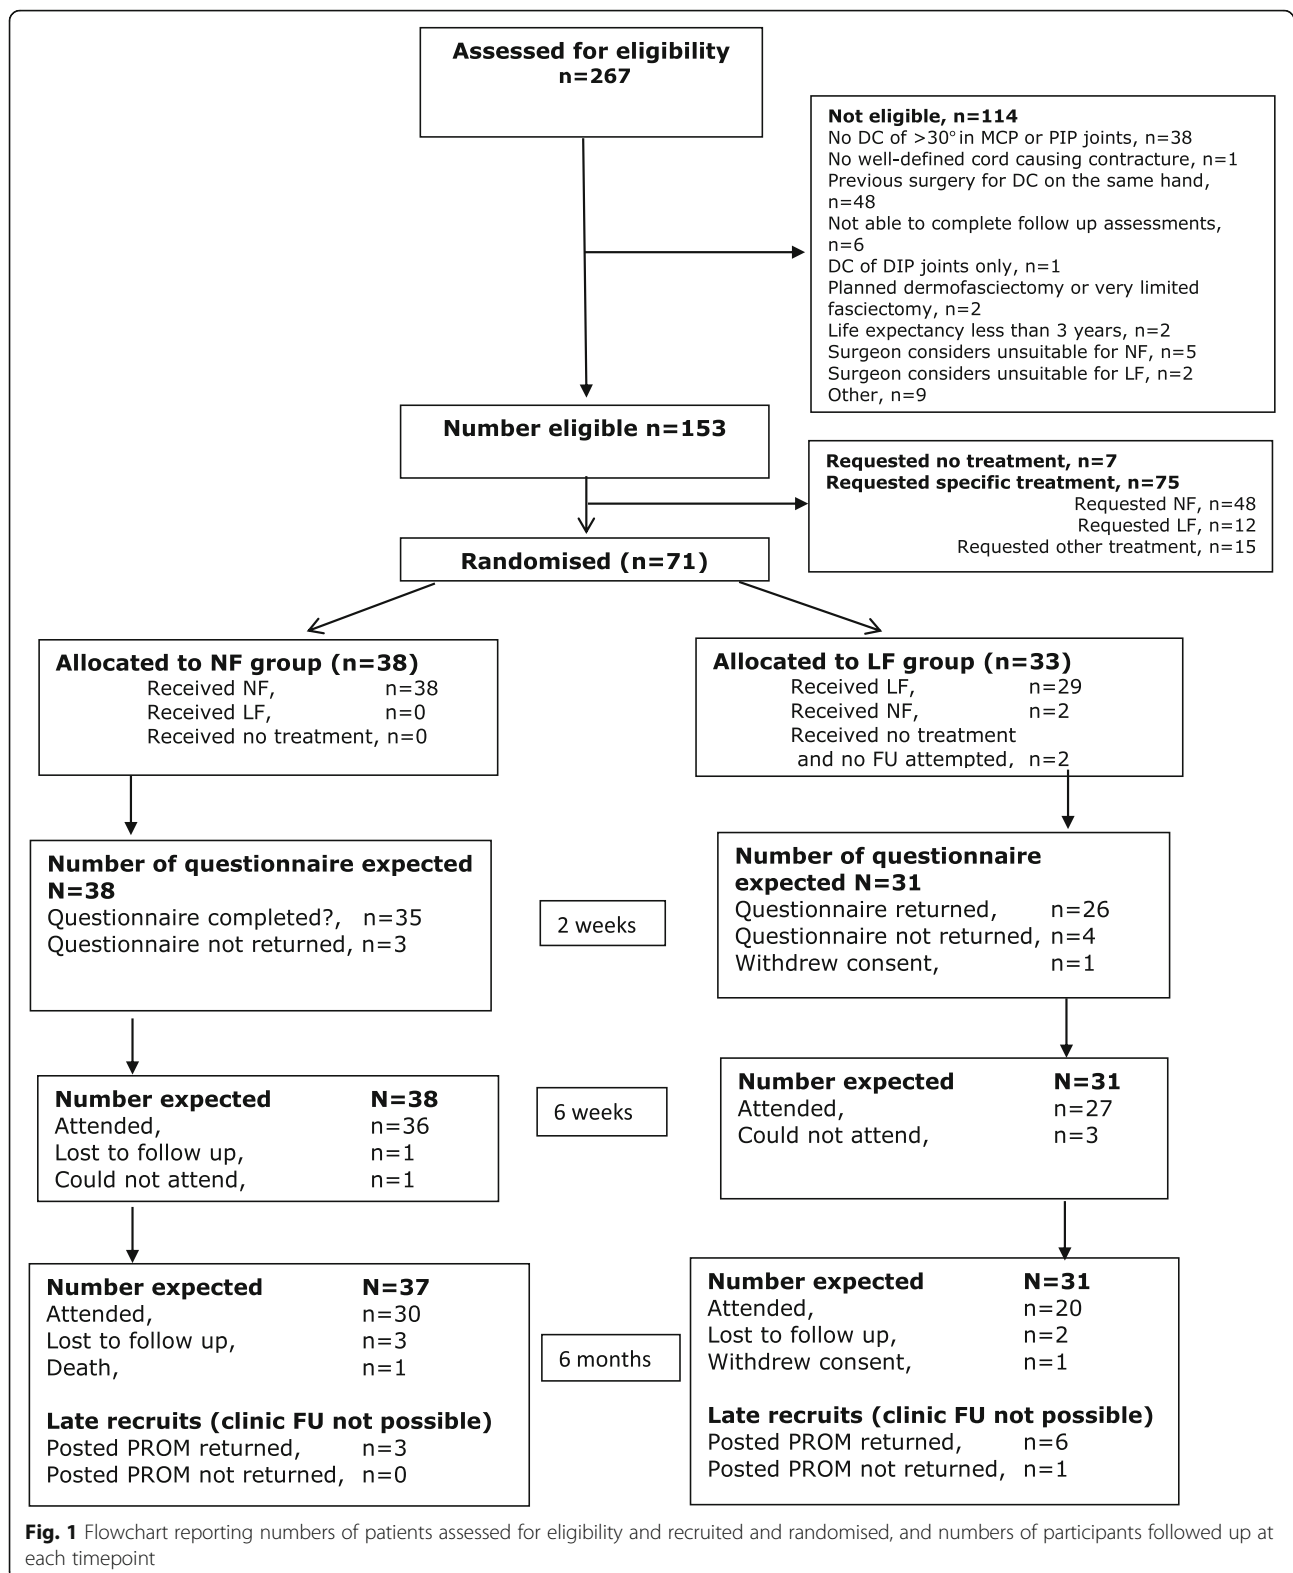 Assessed for eligibility
n=267
Not eligible, n=114
No DC of >30° in MCP or PIP joints, n=38
No well-defined cord causing contracture, n=1
Previous surgery for DC on the same hand,
n=48
Not able to complete follow up assessments,
n=6
DC of DIP joints only, n=1
Planned dermofasciectomy or very limited
fasciectomy, n=2
Life expectancy less than 3 years, n=2
Surgeon considers unsuitable for NF, n=5
Surgeon considers unsuitable for LF, n=2
Other, n=9
Number eligible n=153
Requested no treatment, n=7
Requested specific treatment, n=75
Requested NF, n=48
Requested LF, n=12
Requested other treatment, n=15
Randomised (n=71)
Allocated to NF group (n=38)
Received NF, n=38
Received LF, n=0
Received no treatment, n=0
Allocated to LF group (n=33)
Received LF, n=29
Received NF, n=2
Received no treatment
and no FU attempted, n=2
Number of questionnaire expected
N=38
Questionnaire completed?, n=35
Questionnaire not returned, n=3
2 weeks
Number of questionnaire
expected N=31
Questionnaire returned, n=26
Questionnaire not returned, n=4
Withdrew consent, n=1
Number expected N=38
Attended, n=36
Lost to follow up, n=1
Could not attend, n=1
6 weeks
Number expected N=31
Attended, n=27
Could not attend, n=3
Number expected N=37
Attended, n=30
Lost to follow up, n=3
Death, n=1
Late recruits (clinic FU not possible)
Posted PROM returned, n=3
Posted PROM not returned, n=0
6 months
Number expected N=31
Attended, n=20
Lost to follow up, n=2
Withdrew consent, n=1
Late recruits (clinic FU not possible)
Posted PROM returned, n=6
Posted PROM not returned, n=1
Fig. 1 Flowchart reporting numbers of patients assessed for eligibility and recruited and randomised, and numbers of participants followed up at
each timepoint